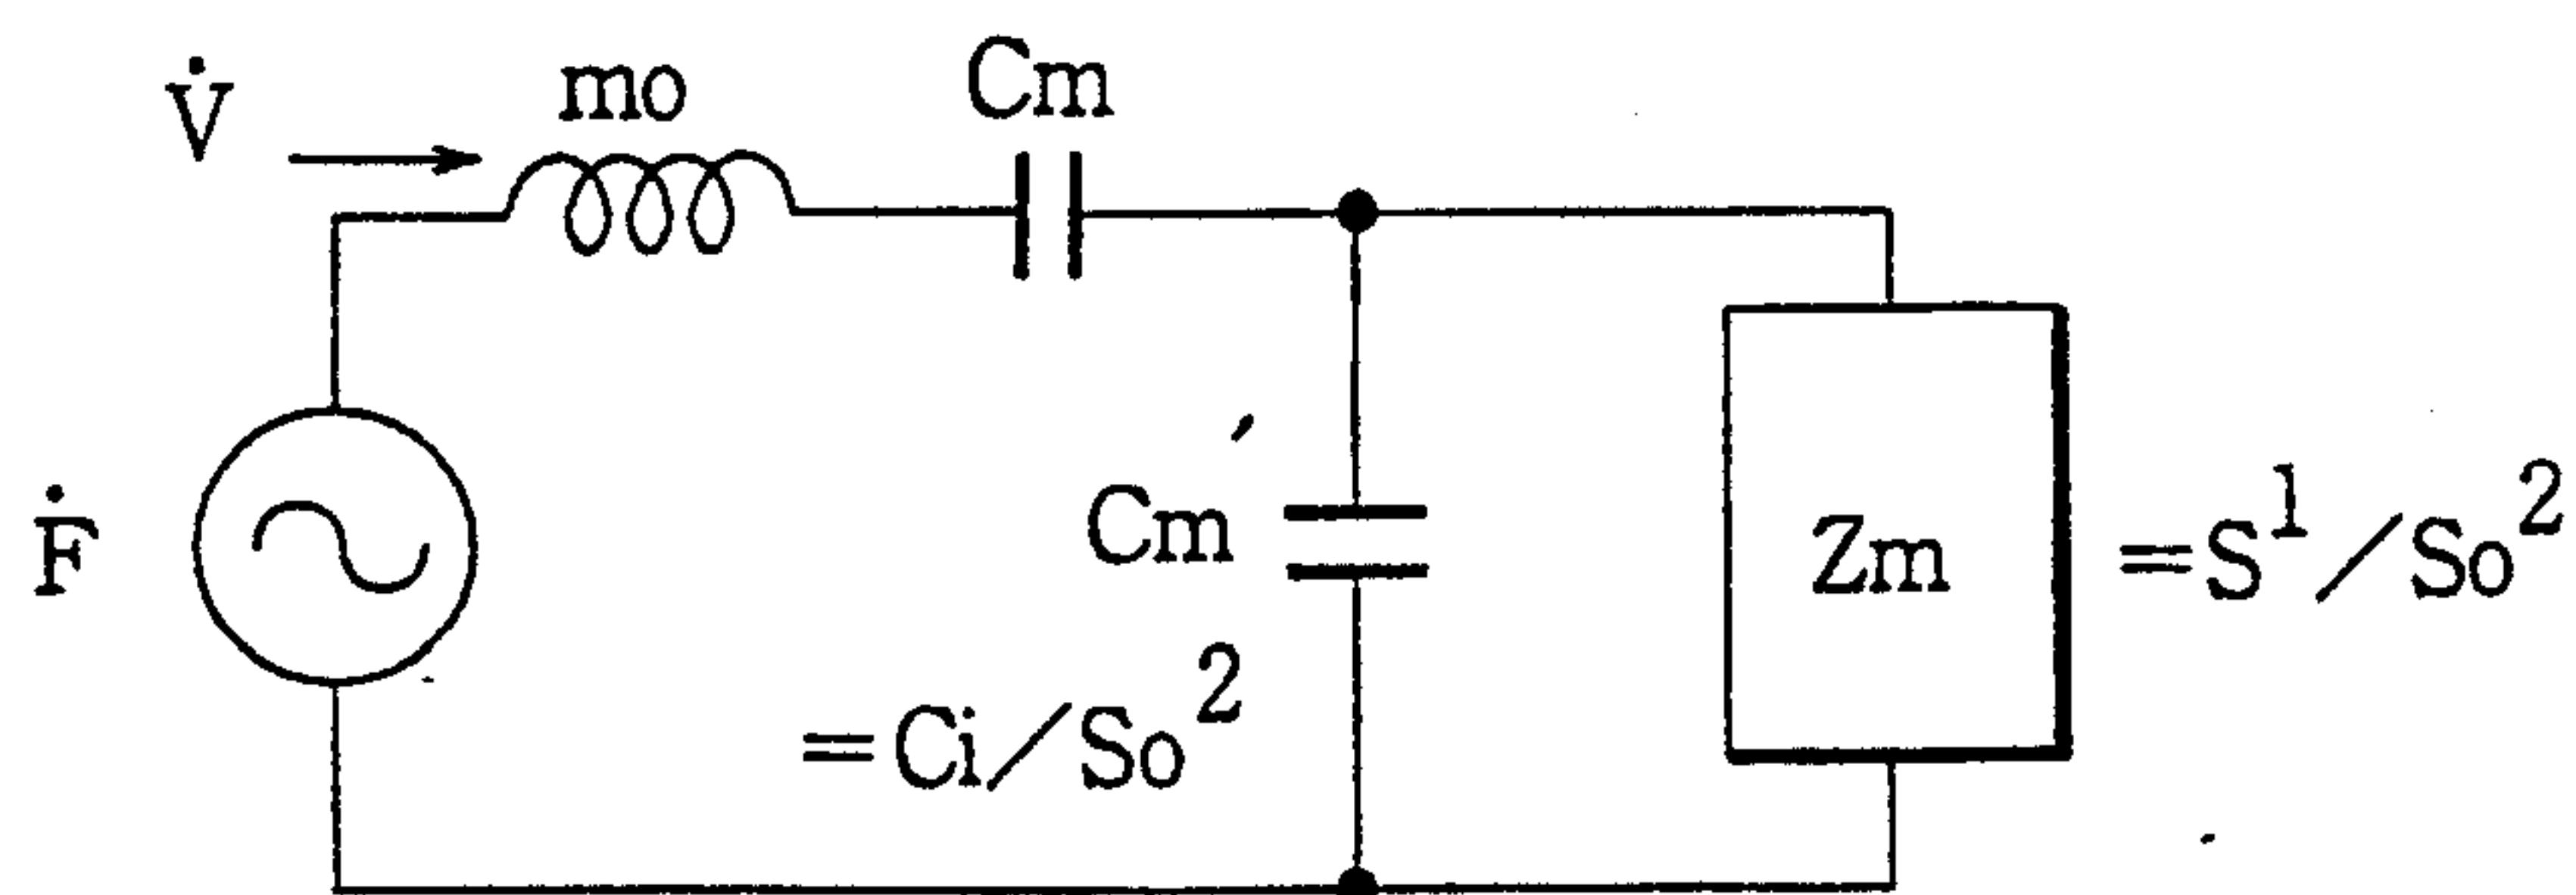 V̇
mo
Cm
Ḟ
Cm′
=Ci/So²
Zm
=S¹/So²